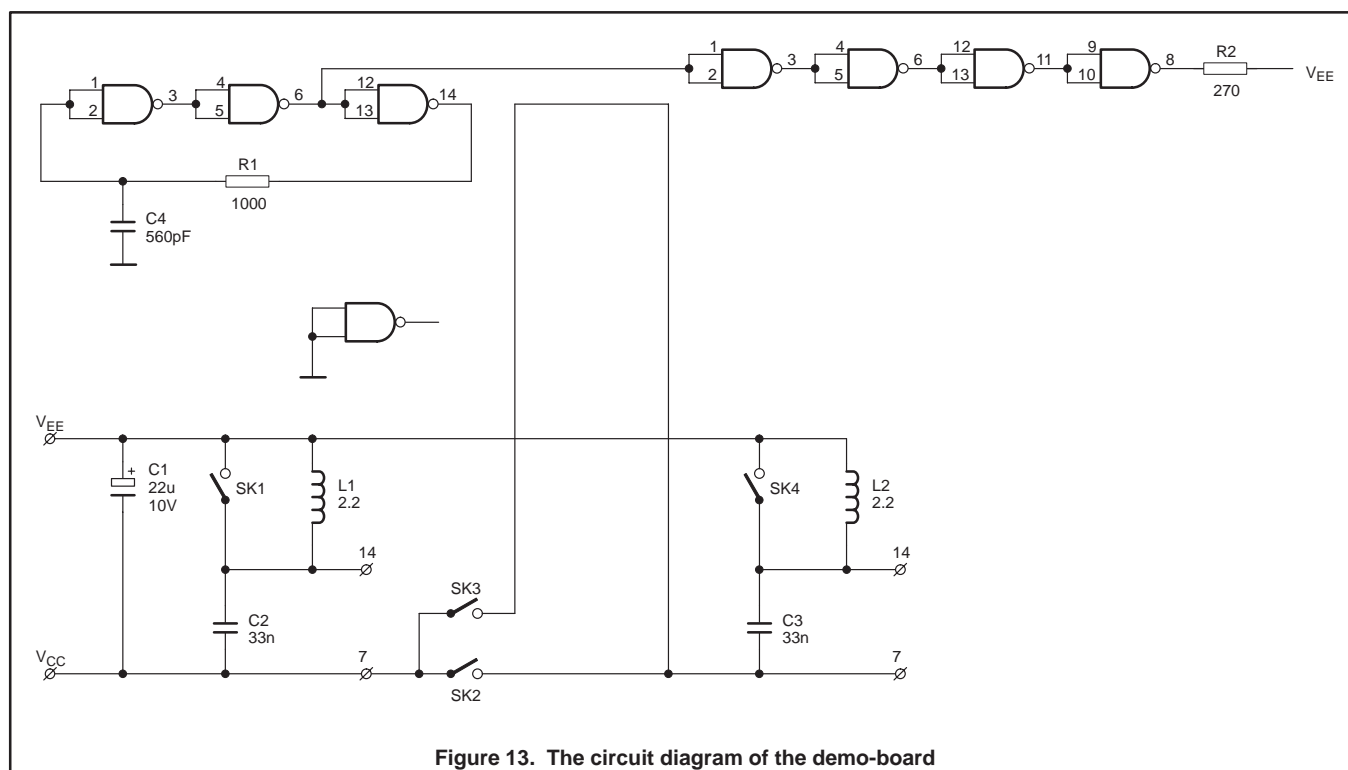 1
2
3
4
5
6
12
13
14
R1
1000
C4
560pF
1
2
3
4
5
6
12
13
11
9
10
8
R2
270
VEE
VEE
+
C1
22u
10V
SK1
L1
2.2
14
C2
33n
VCC
7
SK3
SK2
SK4
L2
2.2
14
C3
33n
7
Figure 13. The circuit diagram of the demo-board